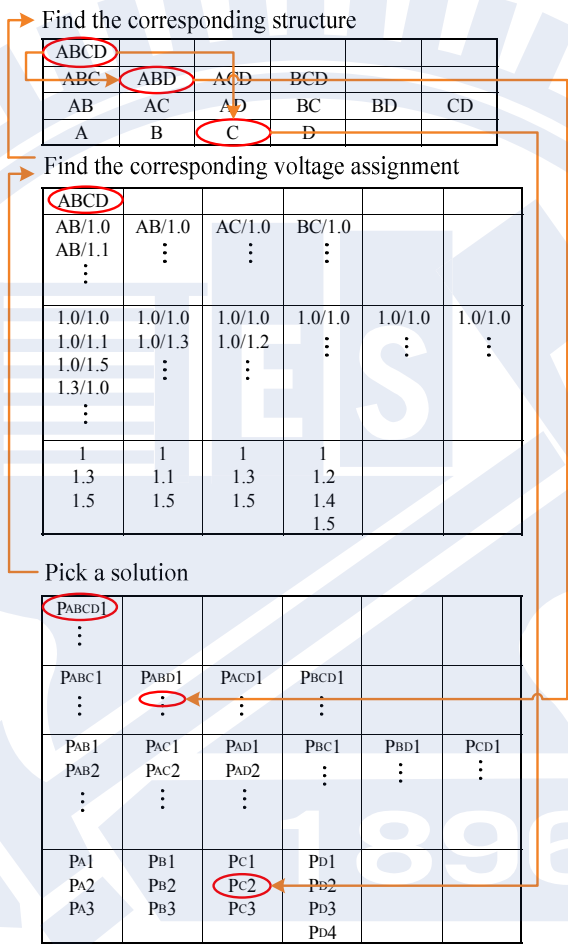 Find the corresponding structure
ABCD
ABC ABD ACD BCD
AB AC AD BC BD CD
A B C D
Find the corresponding voltage assignment
ABCD
AB/1.0 AB/1.0 AC/1.0 BC/1.0
AB/1.1
1.0/1.0 1.0/1.0 1.0/1.0 1.0/1.0 1.0/1.0 1.0/1.0
1.0/1.1 1.0/1.3 1.0/1.2
1.0/1.5
1.3/1.0
1 1 1 1
1.3 1.1 1.3 1.2
1.5 1.5 1.5 1.4
1.5
Pick a solution
PABCD1
PABC1 PABD1 PACD1 PBCD1
PAB1 PAC1 PAD1 PBC1 PBD1 PCD1
PAB2 PAC2 PAD2
PA1 PB1 PC1 PD1
PA2 PB2 PC2 PD2
PA3 PB3 PC3 PD3
PD4
ES
1896